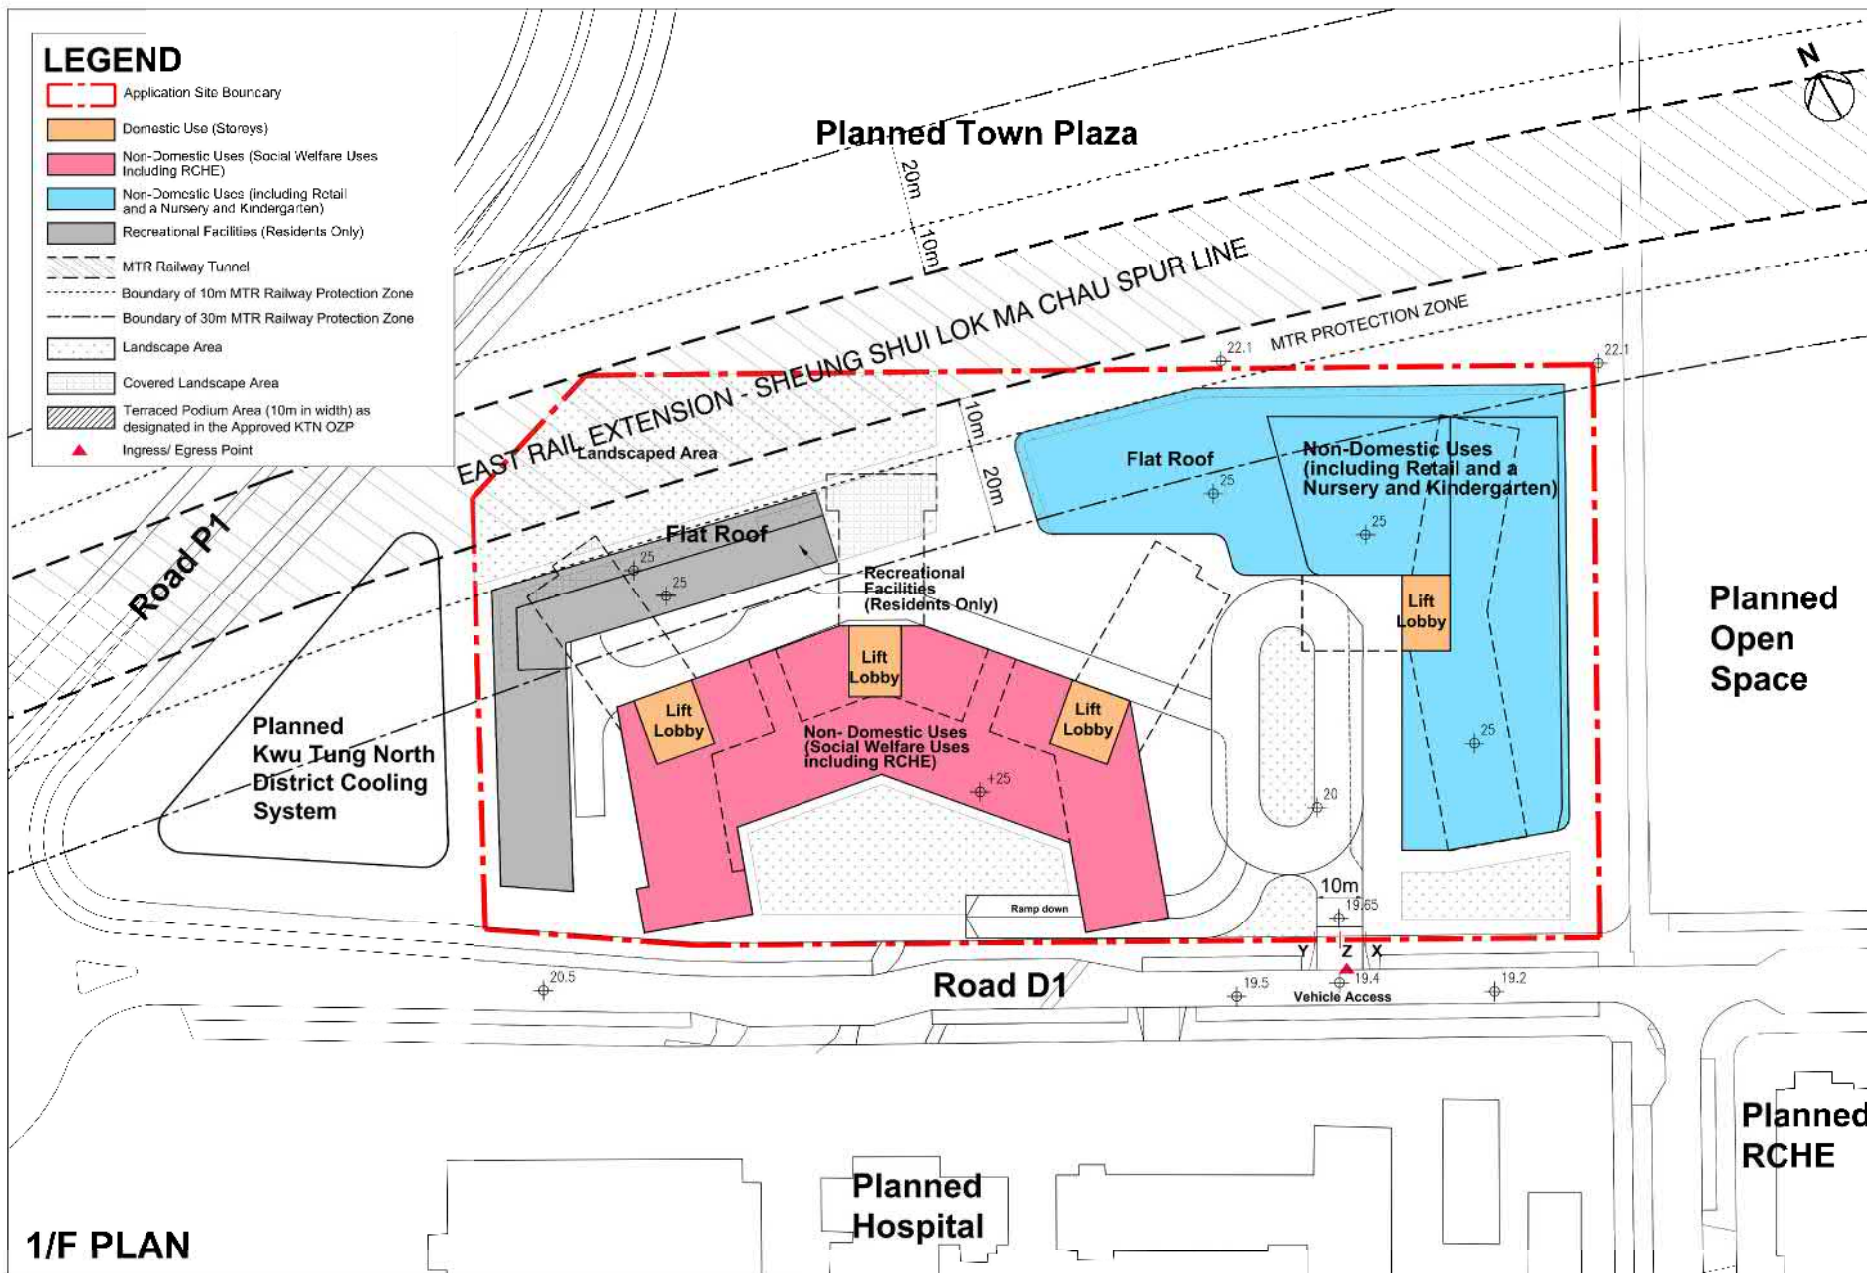 LEGEND
Application Site Boundary
Domestic Use (Storeys)
Non-Domestic Uses (Social Welfare Uses
Including RCHE)
Non-Domestic Uses (including Retail
and a Nursery and Kindergarten)
Recreational Facilities (Residents Only)
MTR Railway Tunnel
Boundary of 10m MTR Railway Protection Zone
Boundary of 30m MTR Railway Protection Zone
Landscape Area
Covered Landscape Area
Terraced Podium Area (10m in width) as
designated in the Approved KTN OZP
Ingress/ Egress Point
N
Planned Town Plaza
20m
10m
EAST RAIL EXTENSION - SHEUNG SHUI LOK MA CHAU SPUR LINE
MTR PROTECTION ZONE
22.1
22.1
10m
20m
Landscaped Area
Road P1
Flat Roof
25
25
Recreational
Facilities
(Residents Only)
Flat Roof
25
Non-Domestic Uses
(including Retail and a
Nursery and Kindergarten)
25
Lift
Lobby
Lift
Lobby
Lift
Lobby
Lift
Lobby
Non- Domestic Uses
(Social Welfare Uses
including RCHE)
+25
25
20
Planned
Open
Space
Planned
Kwu Tung North
District Cooling
System
Ramp down
10m
19.65
Y Z X
20.5
Road D1
19.5
19.4
19.2
Vehicle Access
Planned
Hospital
Planned
RCHE
1/F PLAN